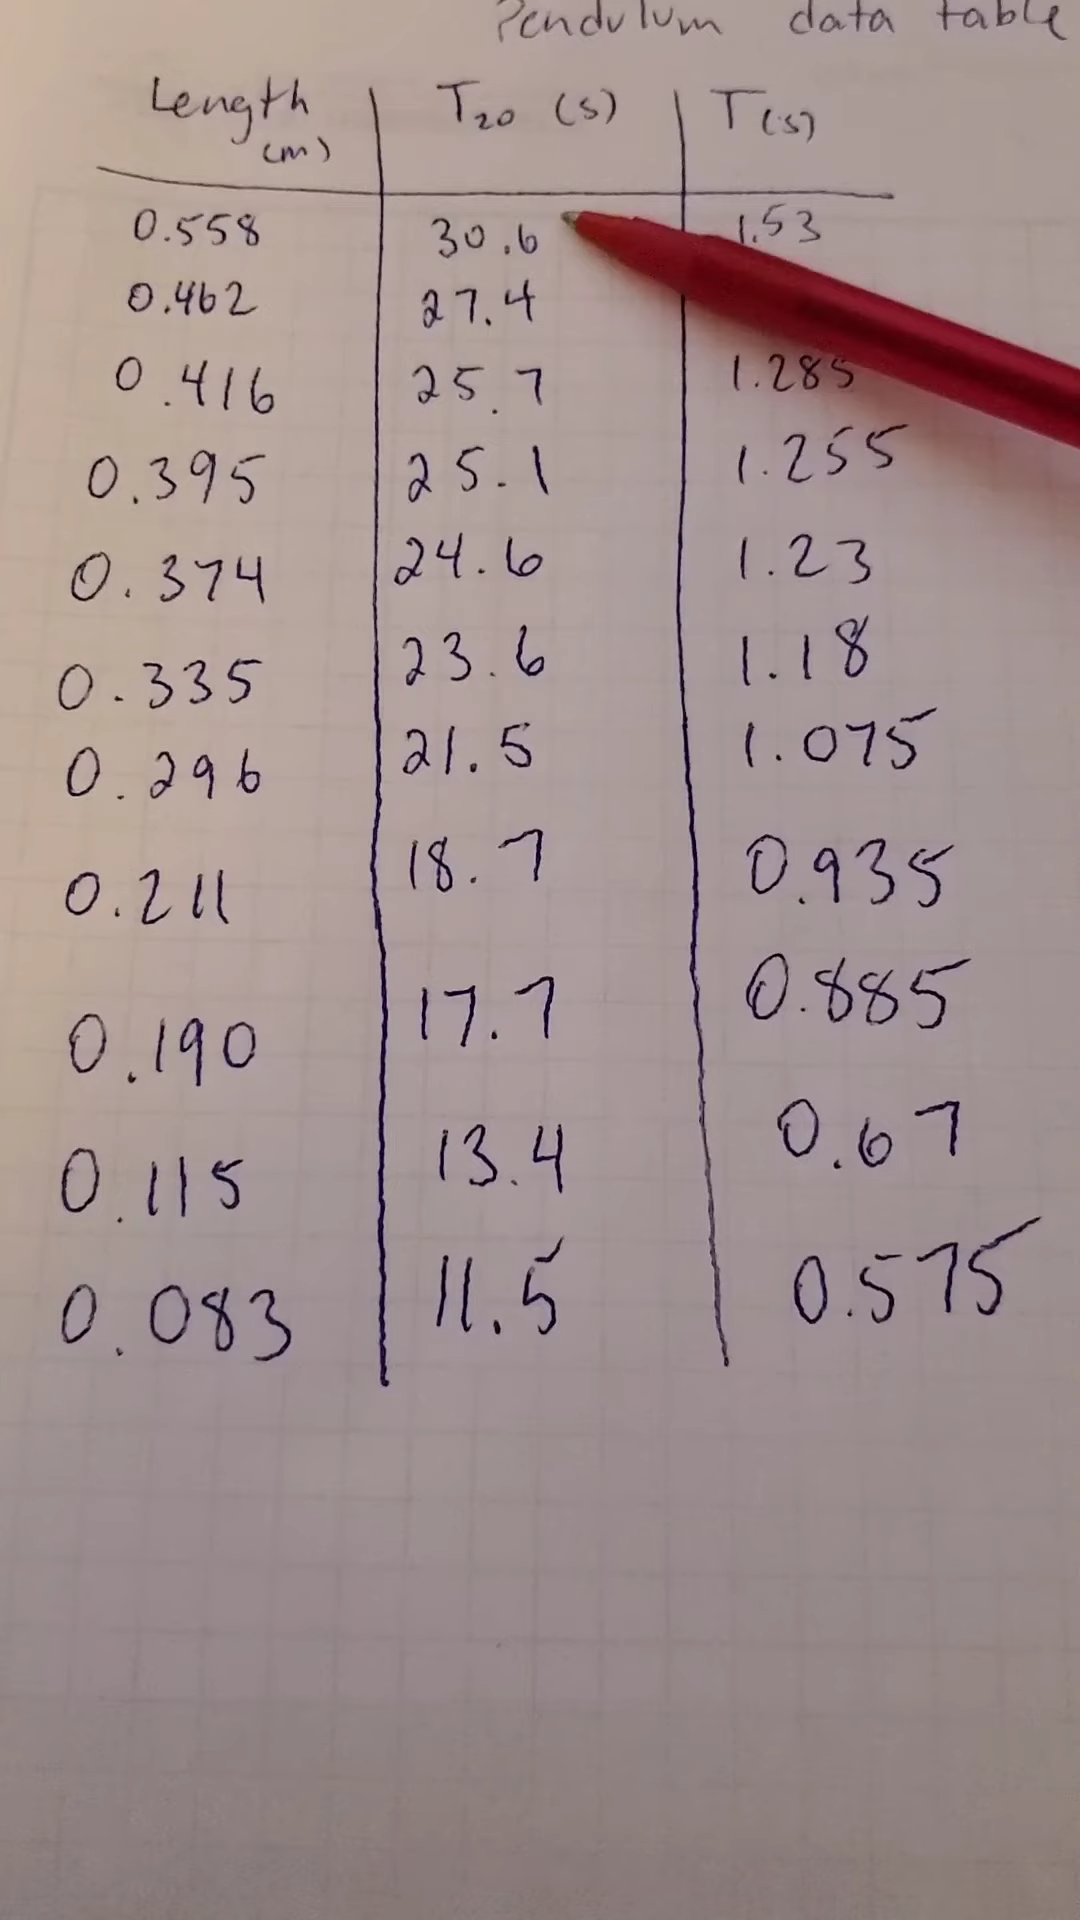 Pendulum data table
Length (m) T₂₀ (s) T(s)
0.558 30.6 1.53
0.462 27.4
0.416 25.7 1.285
0.395 25.1 1.255
0.374 24.6 1.23
0.335 23.6 1.18
0.296 21.5 1.075
0.211 18.7 0.935
0.190 17.7 0.885
0.115 13.4 0.67
0.083 11.5 0.575